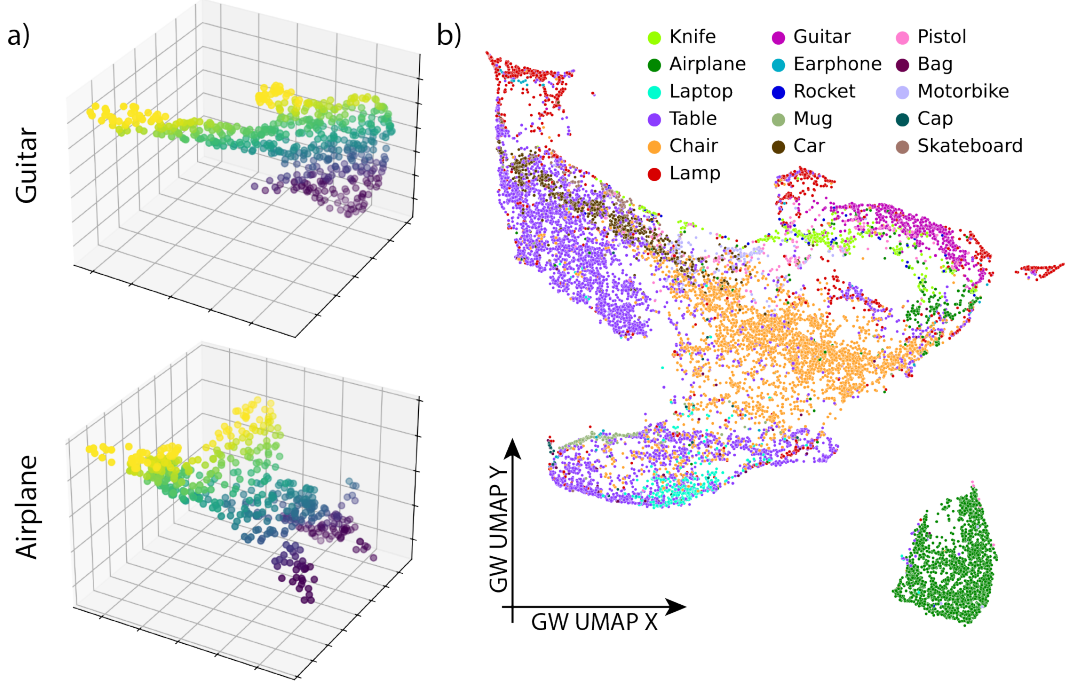 a)
Guitar
Airplane
b)
Knife
Airplane
Laptop
Table
Chair
Lamp
Guitar
Earphone
Rocket
Mug
Car
Pistol
Bag
Motorbike
Cap
Skateboard
GW UMAP Y
GW UMAP X